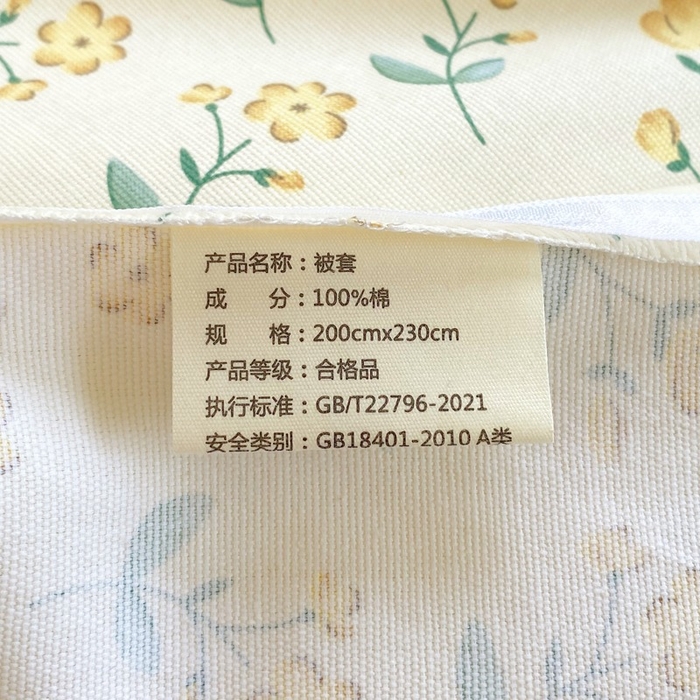 产品名称：被套
成　　分：100%棉
规　　格：200cmx230cm
产品等级：合格品
执行标准：GB/T22796-2021
安全类别：GB18401-2010 A类